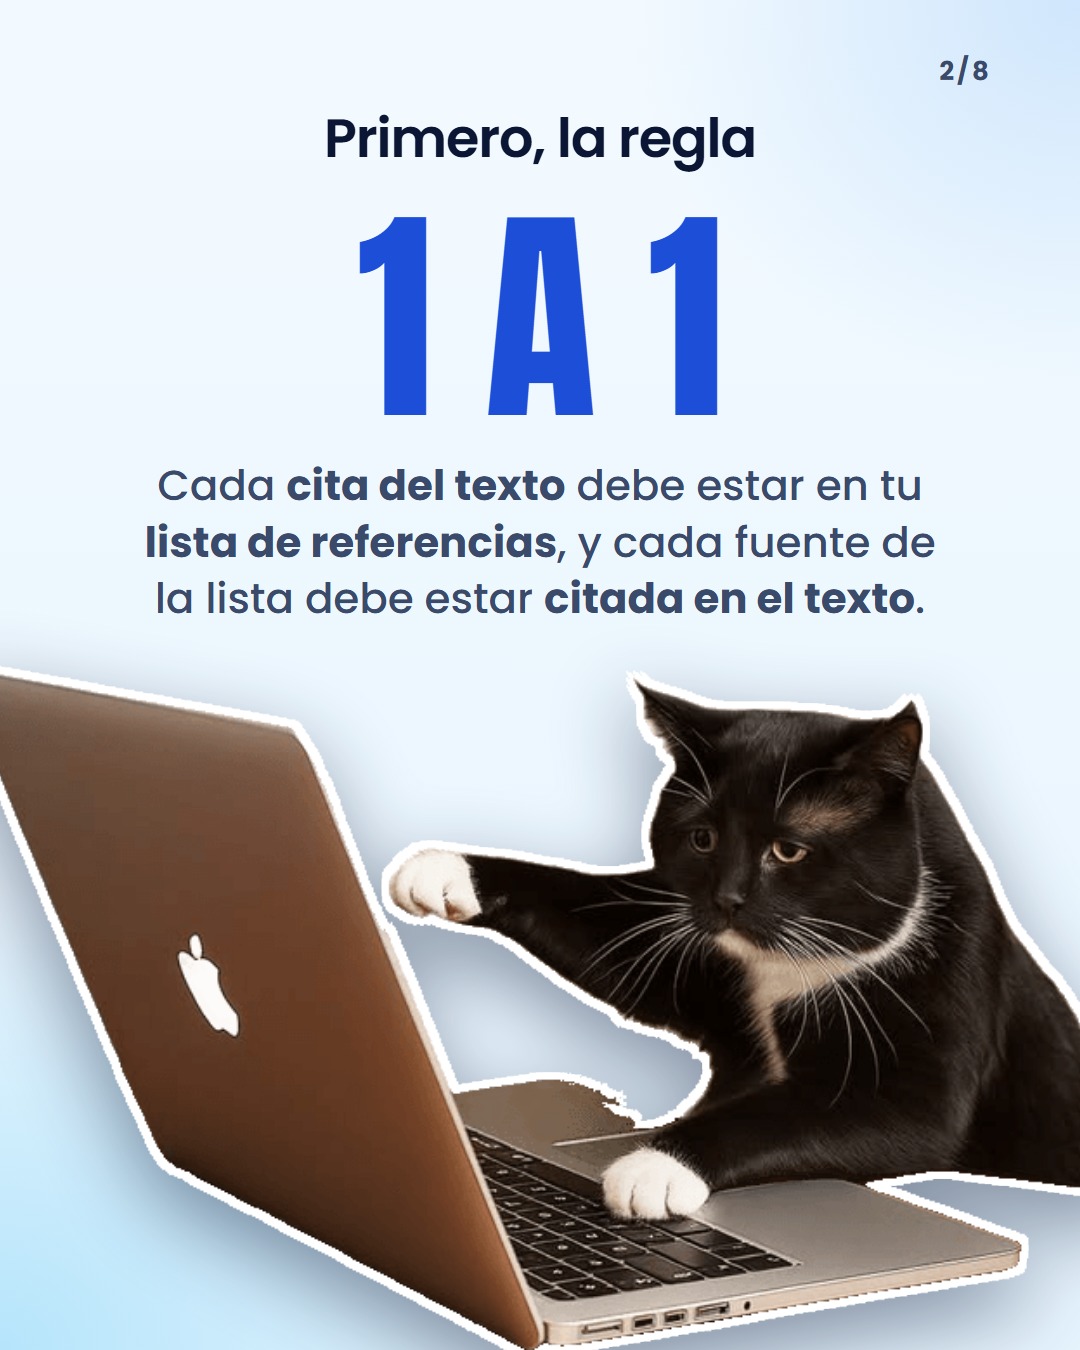 2/8
Primero, la regla
1 A 1
Cada cita del texto debe estar en tu
lista de referencias, y cada fuente de
la lista debe estar citada en el texto.